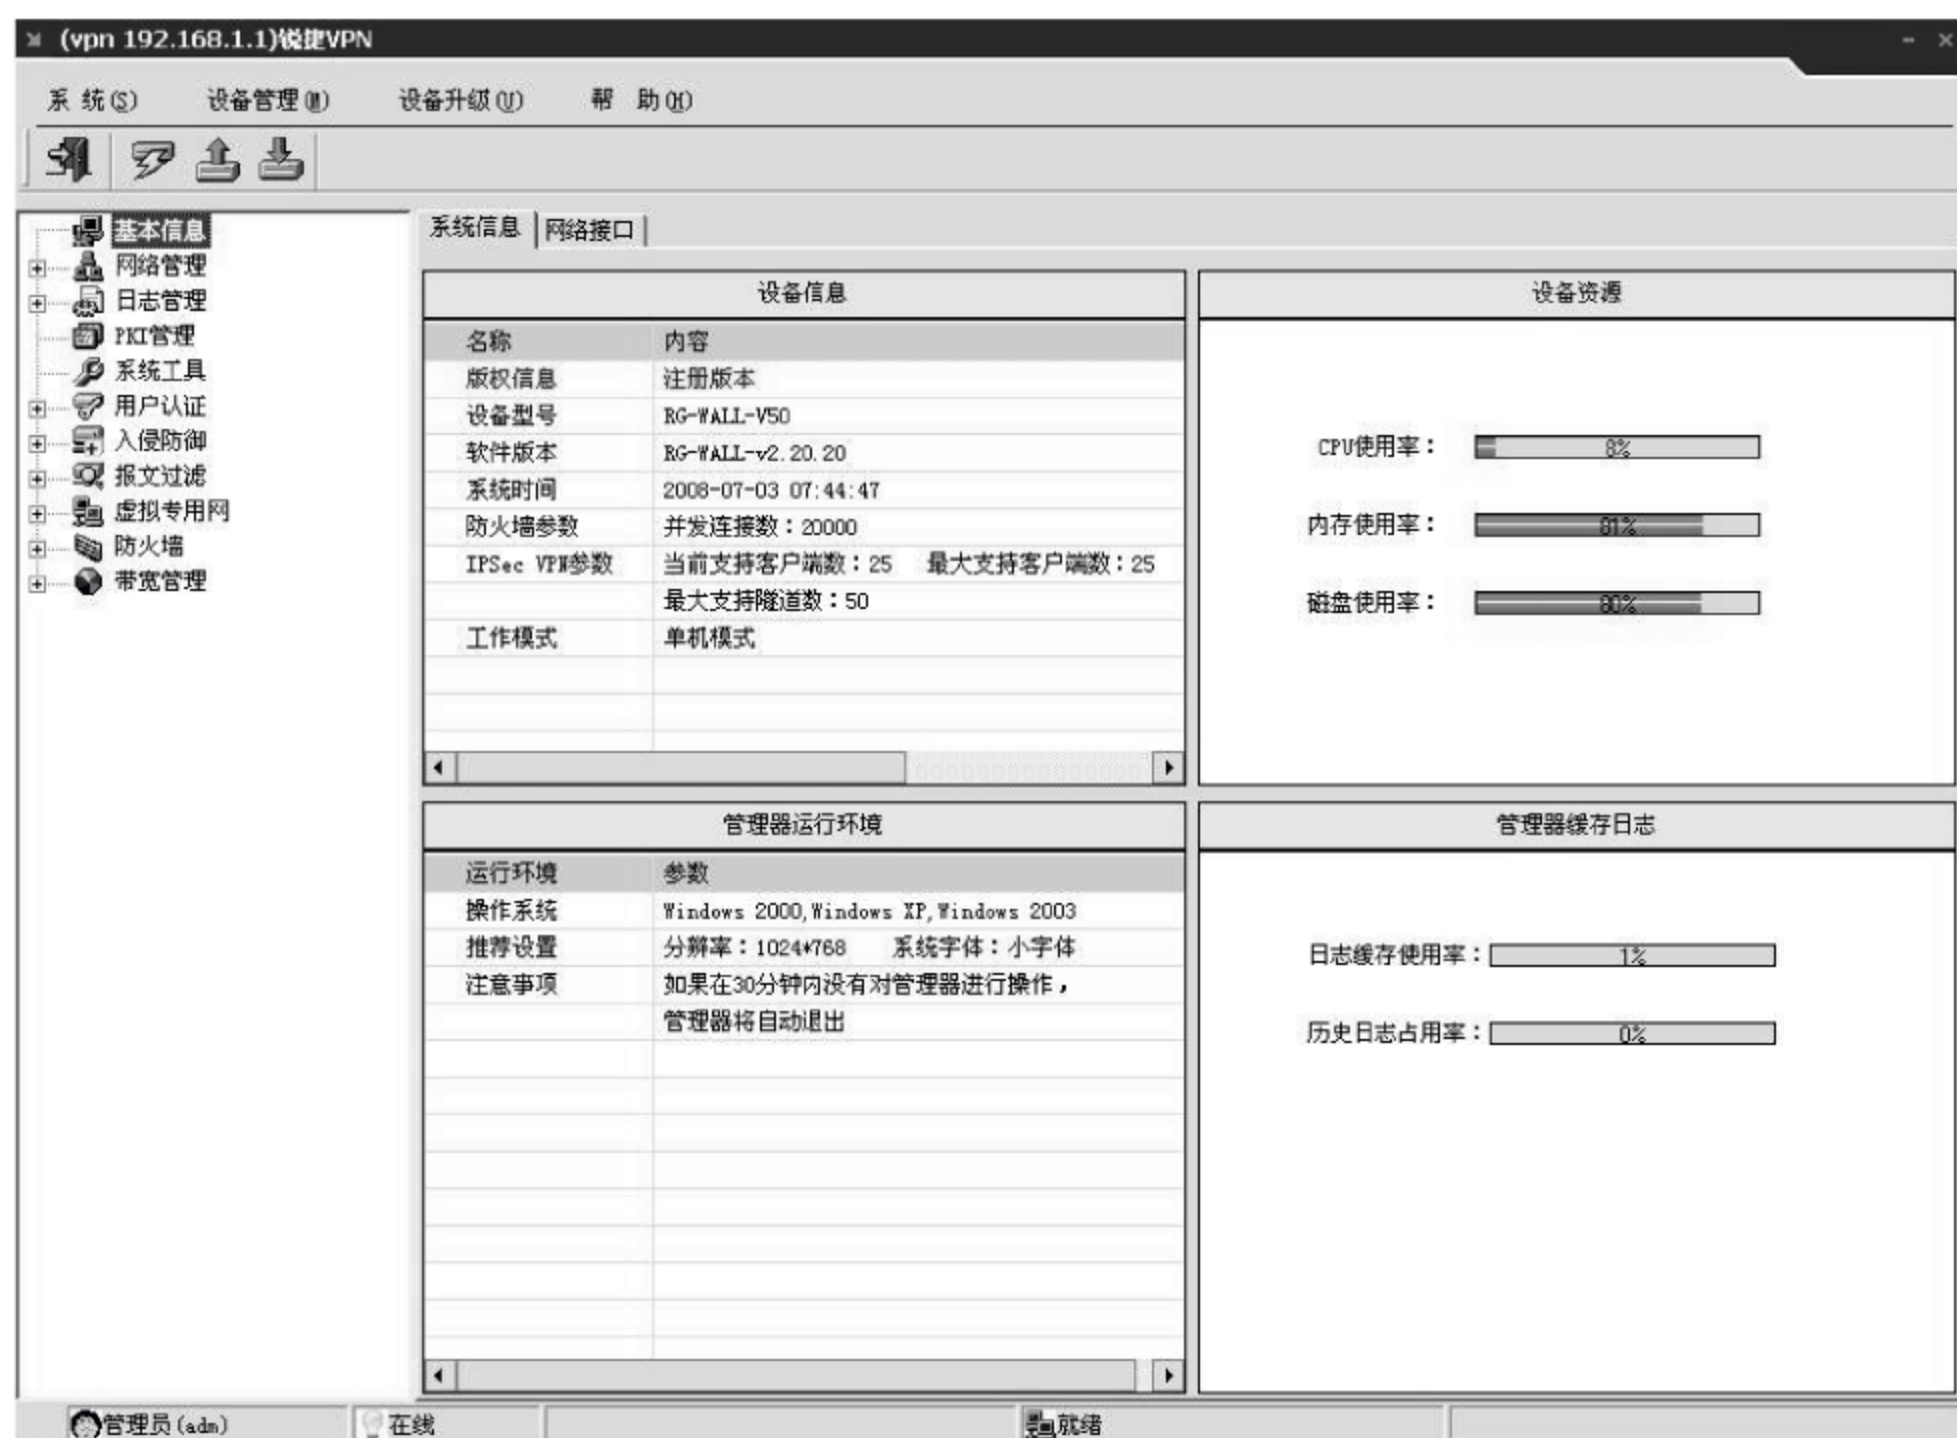 (vpn 192.168.1.1)锐捷VPN
系 统(S) 设备管理(M) 设备升级(U) 帮 助(H)
基本信息
网络管理
日志管理
PKI管理
系统工具
用户认证
入侵防御
报文过滤
虚拟专用网
防火墙
带宽管理
系统信息 网络接口
设备信息
名称 内容
版权信息 注册版本
设备型号 RG-WALL-V50
软件版本 RG-WALL-v2.20.20
系统时间 2008-07-03 07:44:47
防火墙参数 并发连接数：20000
IPSec VPN参数 当前支持客户端数：25 最大支持客户端数：25
最大支持隧道数：50
工作模式 单机模式
设备资源
CPU使用率： 8%
内存使用率： 81%
磁盘使用率： 80%
管理器运行环境
运行环境 参数
操作系统 Windows 2000,Windows XP,Windows 2003
推荐设置 分辨率：1024*768 系统字体：小字体
注意事项 如果在30分钟内没有对管理器进行操作，
管理器将自动退出
管理器缓存日志
日志缓存使用率： 1%
历史日志占用率： 0%
管理员(adm) 在线 就绪